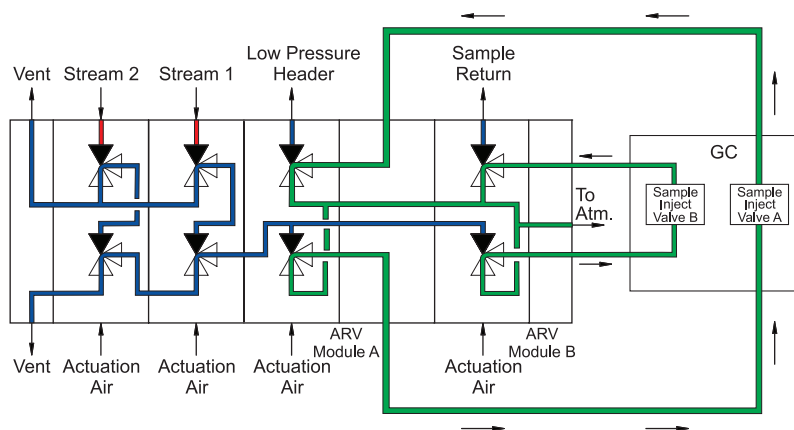 Vent
Stream 2
Stream 1
Low Pressure
Header
Sample
Return
GC
Sample
Inject
Valve B
Sample
Inject
Valve A
To
Atm.
Vent
Actuation
Air
Actuation
Air
Actuation
Air
ARV
Module A
Actuation
Air
ARV
Module B